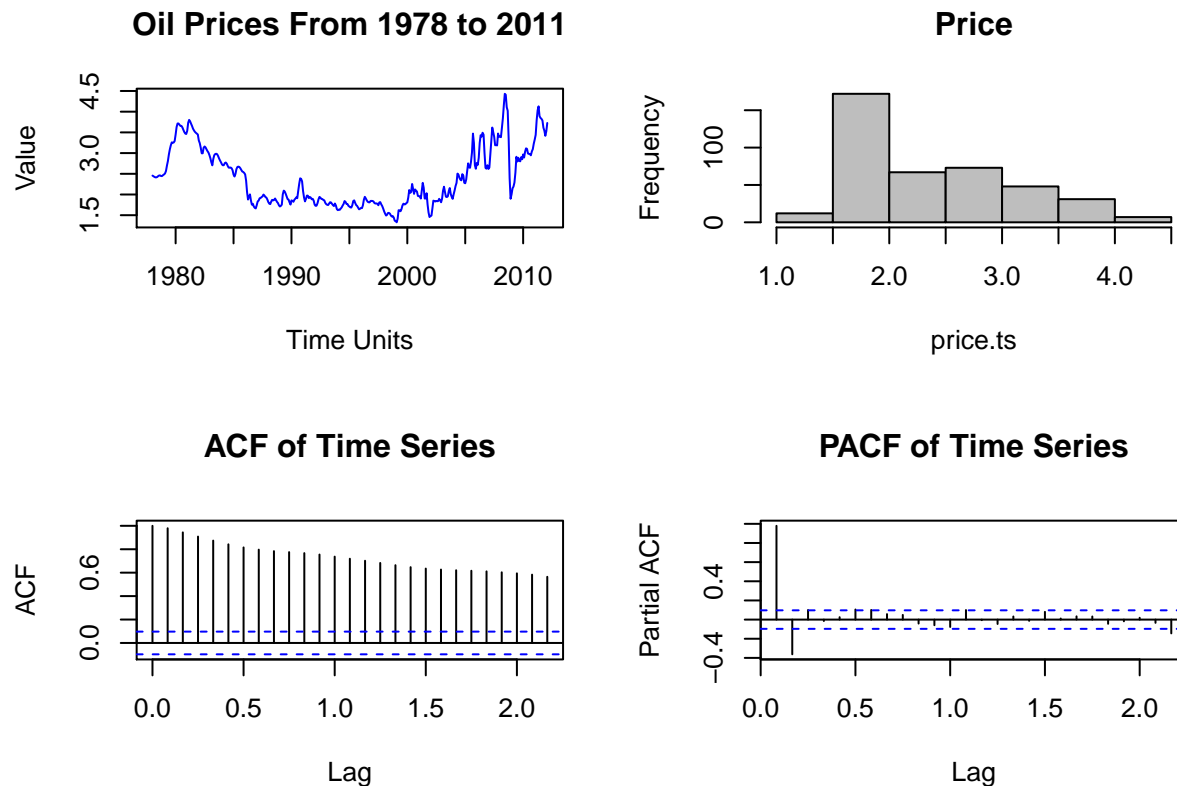 Oil Prices From 1978 to 2011
Value
1.5 3.0 4.5
1980 1990 2000 2010
Time Units
Price
Frequency
0 100
1.0 2.0 3.0 4.0
price.ts
ACF of Time Series
ACF
0.0 0.6
0.0 0.5 1.0 1.5 2.0
Lag
PACF of Time Series
Partial ACF
−0.4 0.4
0.0 0.5 1.0 1.5 2.0
Lag